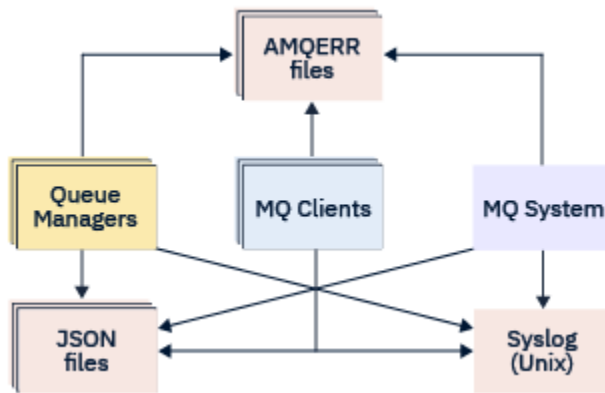 AMQERR
files
Queue
Managers
MQ Clients
MQ System
JSON
files
Syslog
(Unix)